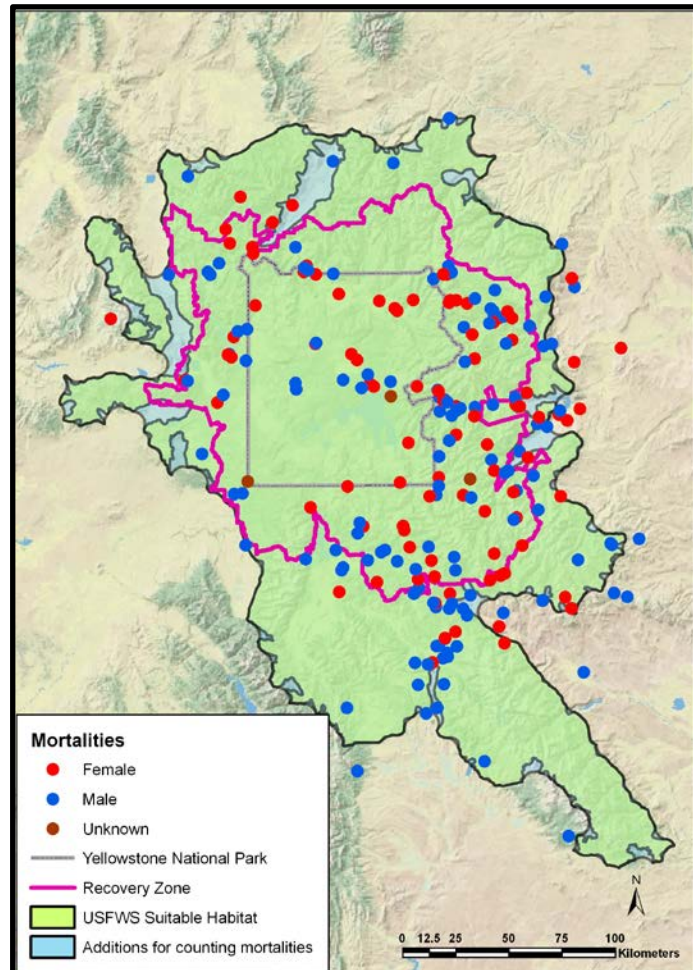 Mortalities
Female
Male
Unknown
Yellowstone National Park
Recovery Zone
USFWS Suitable Habitat
Additions for counting mortalities
N
0 12.5 25 50 75 100
Kilometers